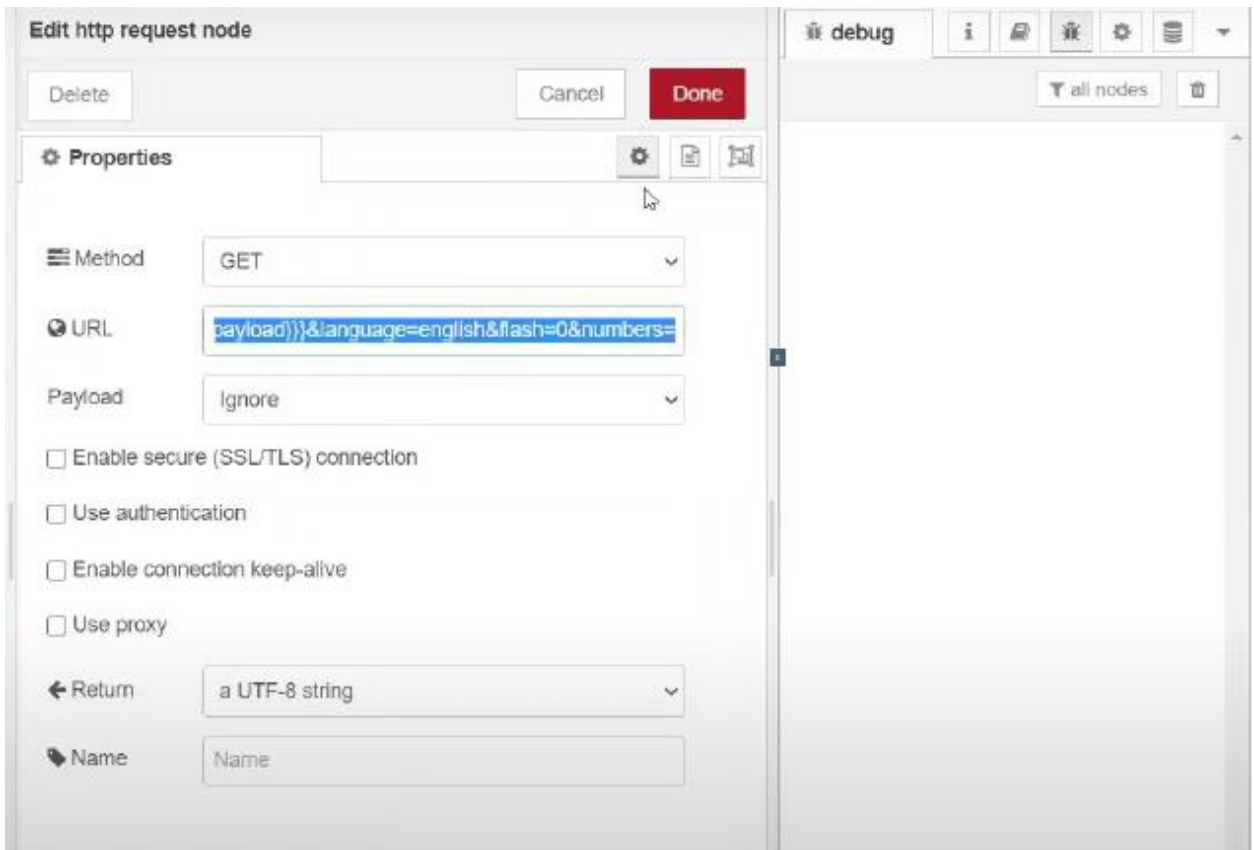 Edit http request node
debug
Delete
Cancel
Done
all nodes
Properties
Method
GET
URL
payload}}}&language=english&flash=0&numbers=
Payload
Ignore
Enable secure (SSL/TLS) connection
Use authentication
Enable connection keep-alive
Use proxy
Return
a UTF-8 string
Name
Name